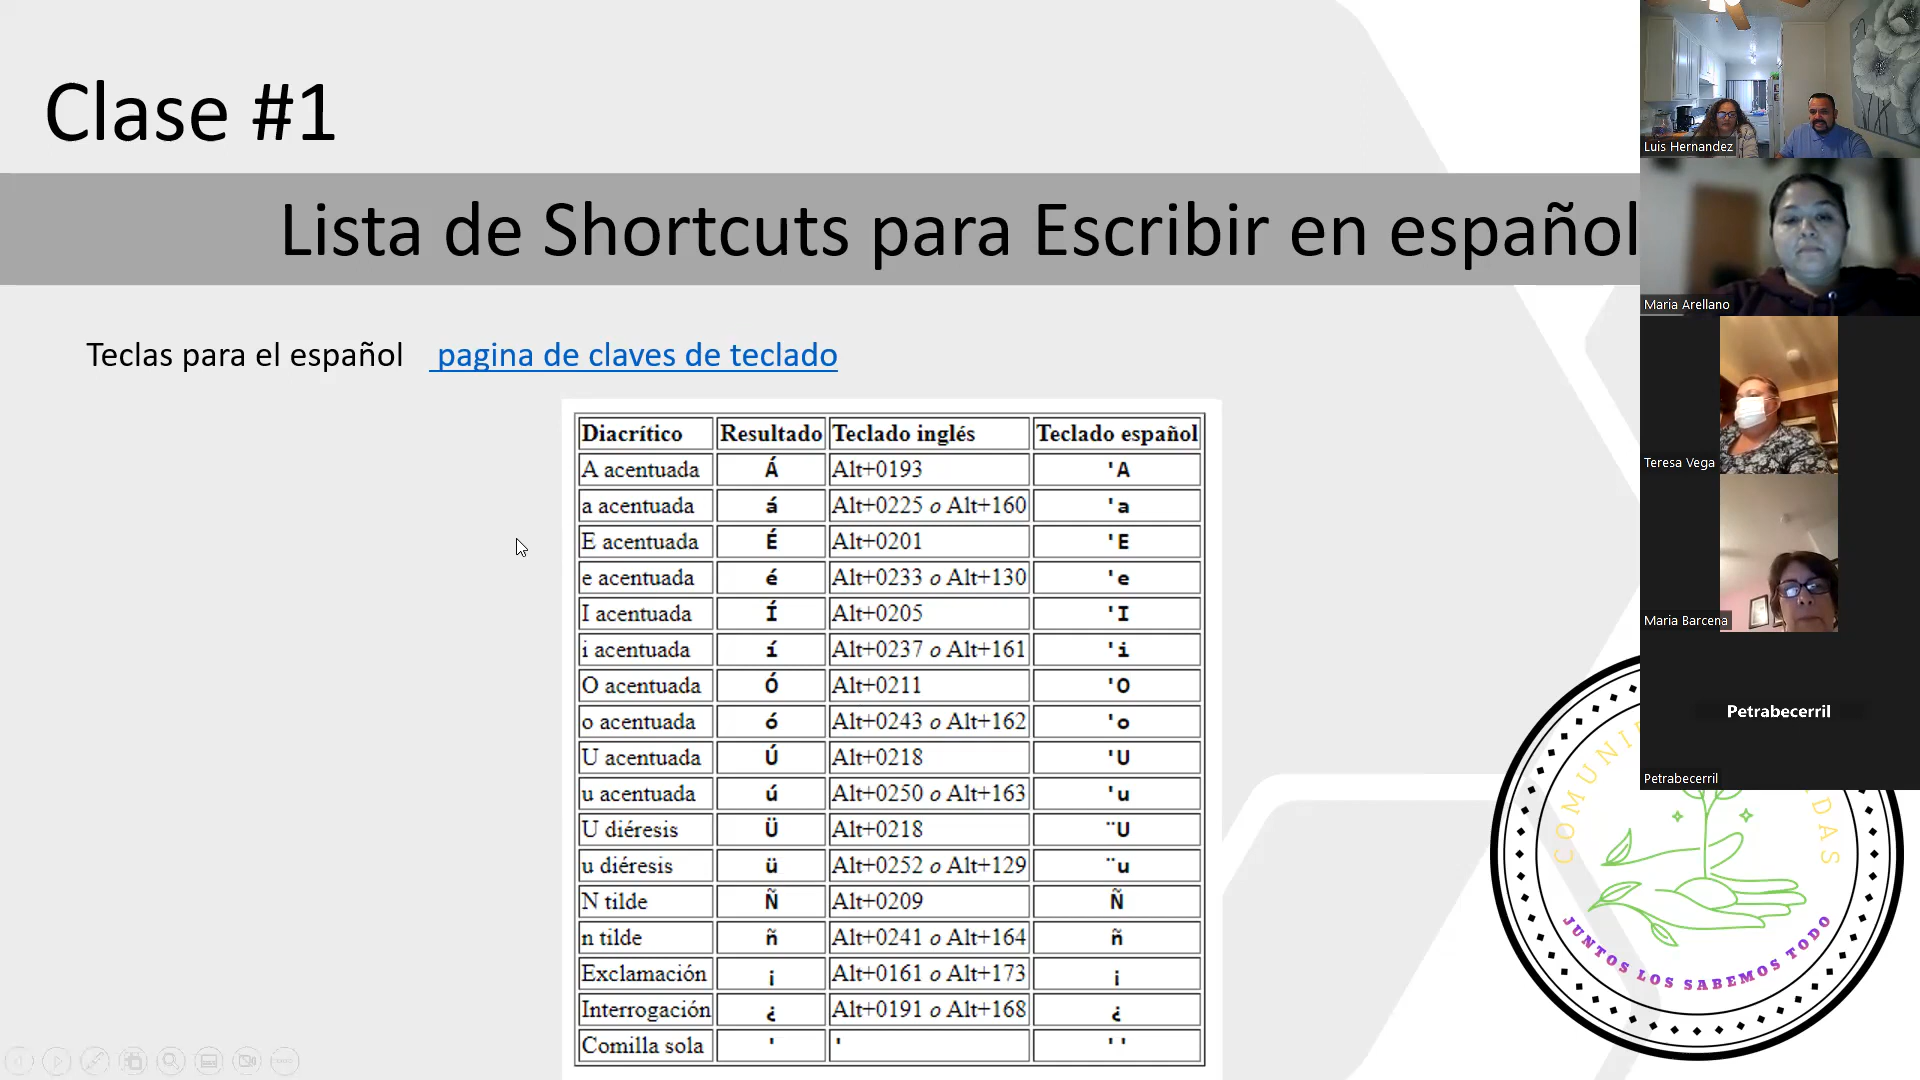 Clase #1
Lista de Shortcuts para Escribir en español
Teclas para el español pagina de claves de teclado
Diacrítico Resultado Teclado inglés Teclado español
A acentuada Á Alt+0193 'A
a acentuada á Alt+0225 o Alt+160 'a
E acentuada É Alt+0201 'E
e acentuada é Alt+0233 o Alt+130 'e
I acentuada Í Alt+0205 'I
i acentuada í Alt+0237 o Alt+161 'i
O acentuada Ó Alt+0211 'O
o acentuada ó Alt+0243 o Alt+162 'o
U acentuada Ú Alt+0218 'U
u acentuada ú Alt+0250 o Alt+163 'u
U diéresis Ü Alt+0218 ¨U
u diéresis ü Alt+0252 o Alt+129 ¨u
N tilde Ñ Alt+0209 Ñ
n tilde ñ Alt+0241 o Alt+164 ñ
Exclamación ¡ Alt+0161 o Alt+173 ¡
Interrogación ¿ Alt+0191 o Alt+168 ¿
Comilla sola ' ' ' '
Luis Hernandez
Maria Arellano
Teresa Vega
Maria Barcena
Petrabecerril
Petrabecerril
JUNTOS LOS SABEMOS TODO